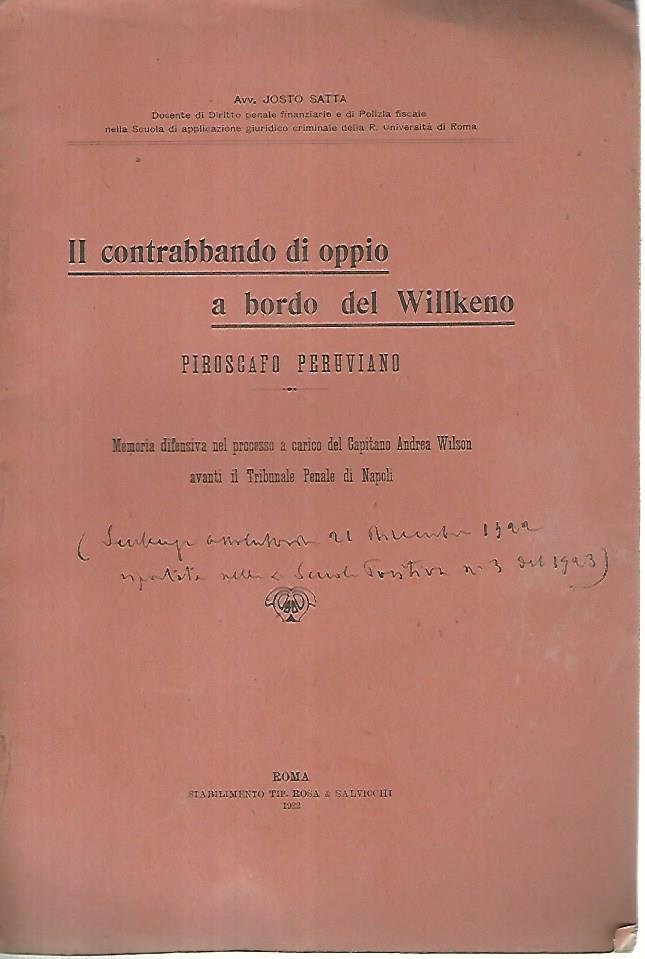 Avv. JOSTO SATTA
Docente di Diritto penale finanziario e di Polizia fiscale
nella Scuola di applicazione giuridico criminale della R. Università di Roma
Il contrabbando di oppio
a bordo del Willkeno
PIROSCAFO PERUVIANO
Memoria difensiva nel processo a carico del Capitano Andrea Wilson
avanti il Tribunale Penale di Napoli
(Sentenza assolutoria 21 Dicembre 1922
riportata nella Scuola Positiva n. 3 del 1923)
ROMA
STABILIMENTO TIP. ROSA & SALVICCHI
1922